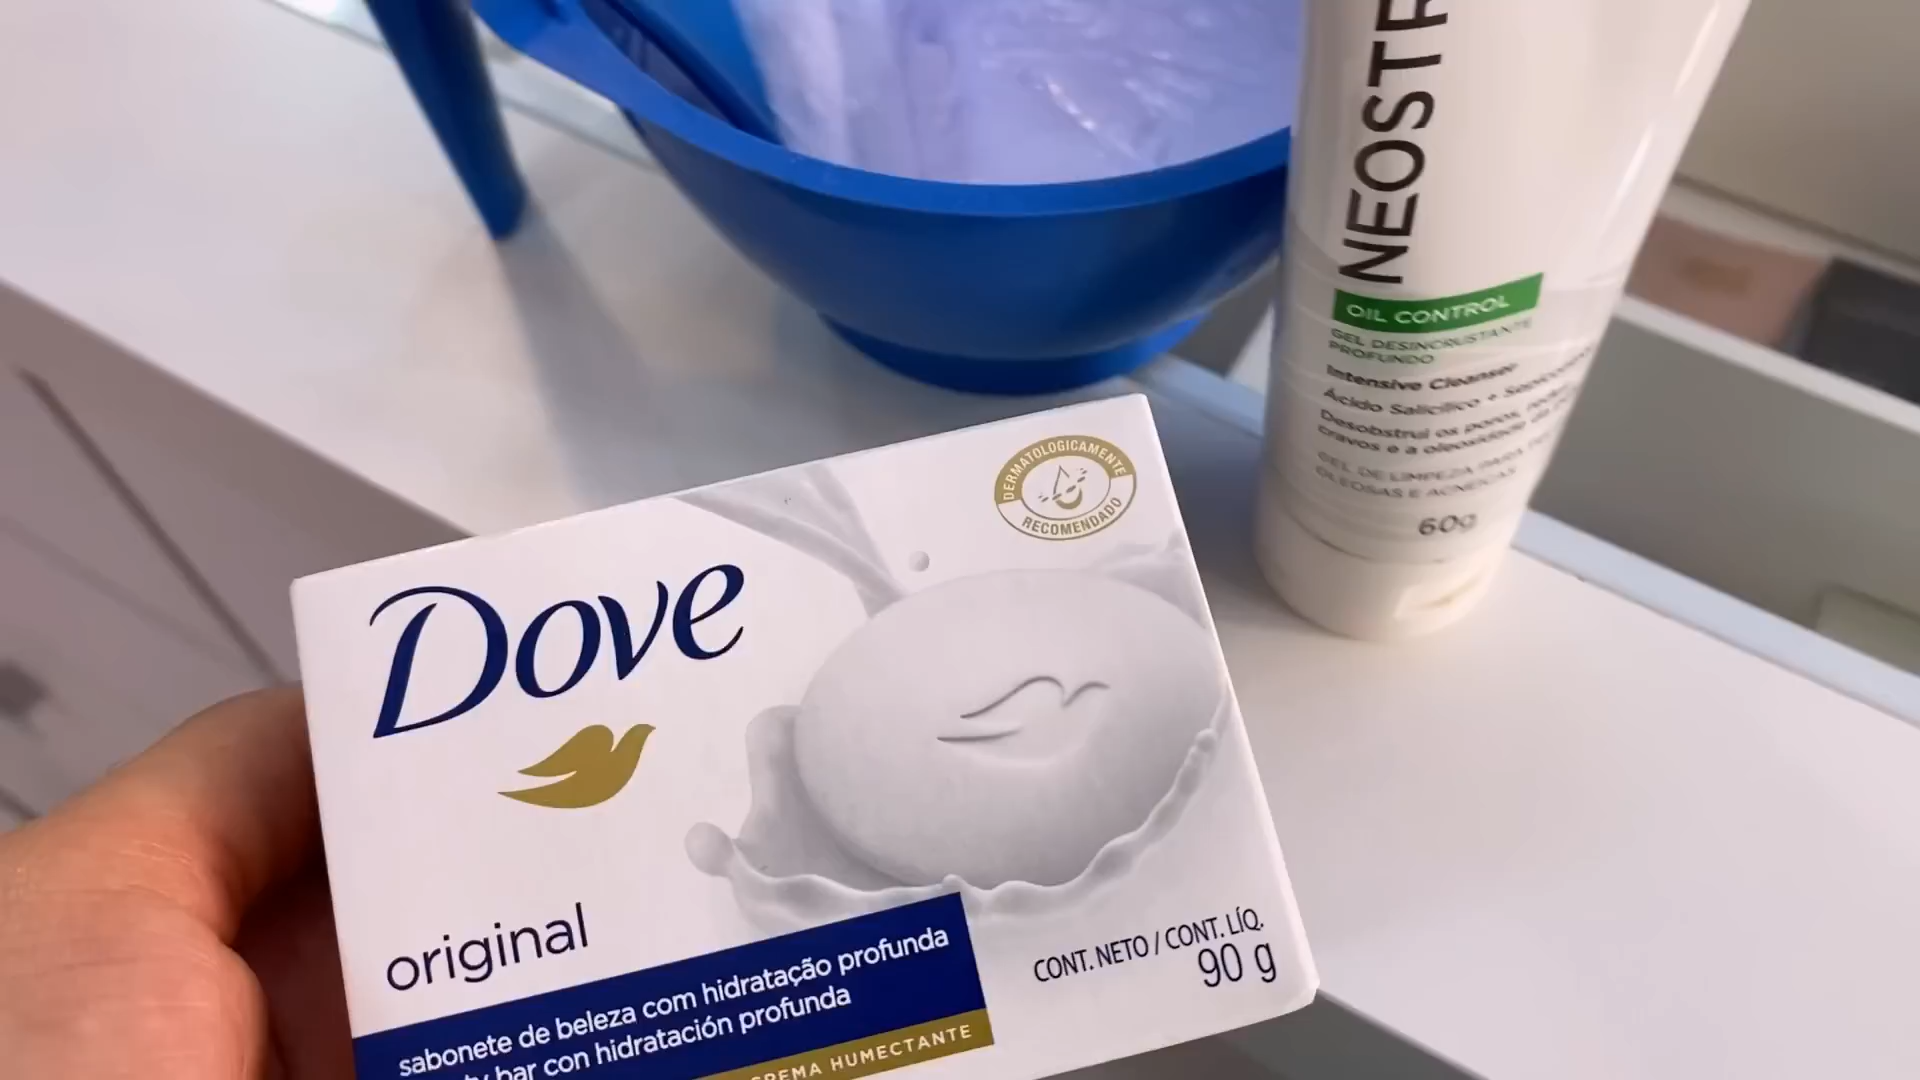 NEOSTR
OIL CONTROL
GEL DESINCRUSTANTE
PROFUNDO
Intensive Cleanser
Ácido Salicílico +
Desobstrui os poros,
cravos e a oleosidade da
GEL DE LIMPEZA PARA
OLEOSAS E ACNEICAS
60g
DERMATOLOGICAMENTE
RECOMENDADO
Dove
original
sabonete de beleza com hidratação profunda
bar con hidratación profunda
CREMA HUMECTANTE
CONT. NETO / CONT. LÍQ.
90 g